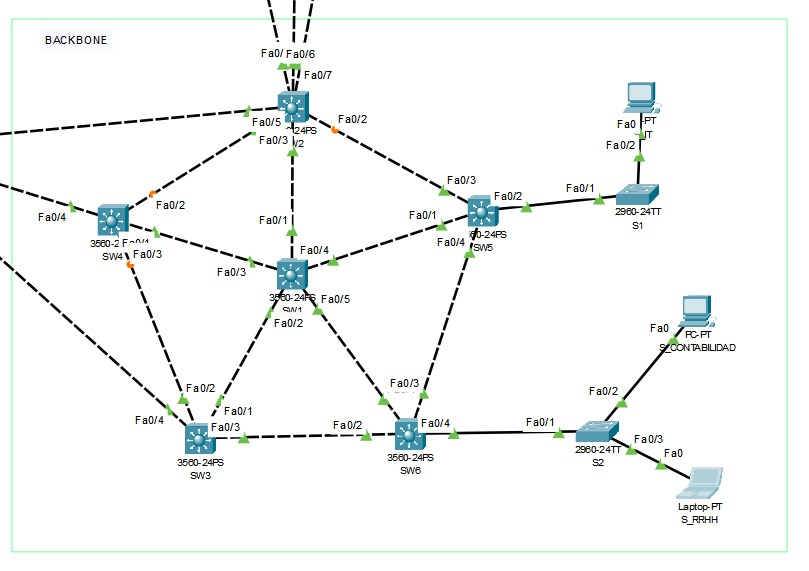 BACKBONE
Fa0/
Fa0/6
Fa0/7
Fa0/5
-24PS
Fa0/2
Fa0/3
Fa0
-PT
IT
Fa0/2
Fa0/3
Fa0/2
Fa0/1
2960-24TT
S1
Fa0/2
Fa0/4
3560-2
SW4
Fa0/3
Fa0/1
Fa0/1
60-24PS
SW5
Fa0/4
Fa0/4
Fa0/3
3560-24PS
SW1
Fa0/5
Fa0/2
Fa0
PC-PT
S_CONTABILIDAD
Fa0/2
Fa0/1
Fa0/4
Fa0/3
3560-24PS
SW3
Fa0/3
Fa0/2
Fa0/4
3560-24PS
SW6
Fa0/1
Fa0/2
2960-24TT
S2
Fa0/3
Fa0
Laptop-PT
S_RRHH